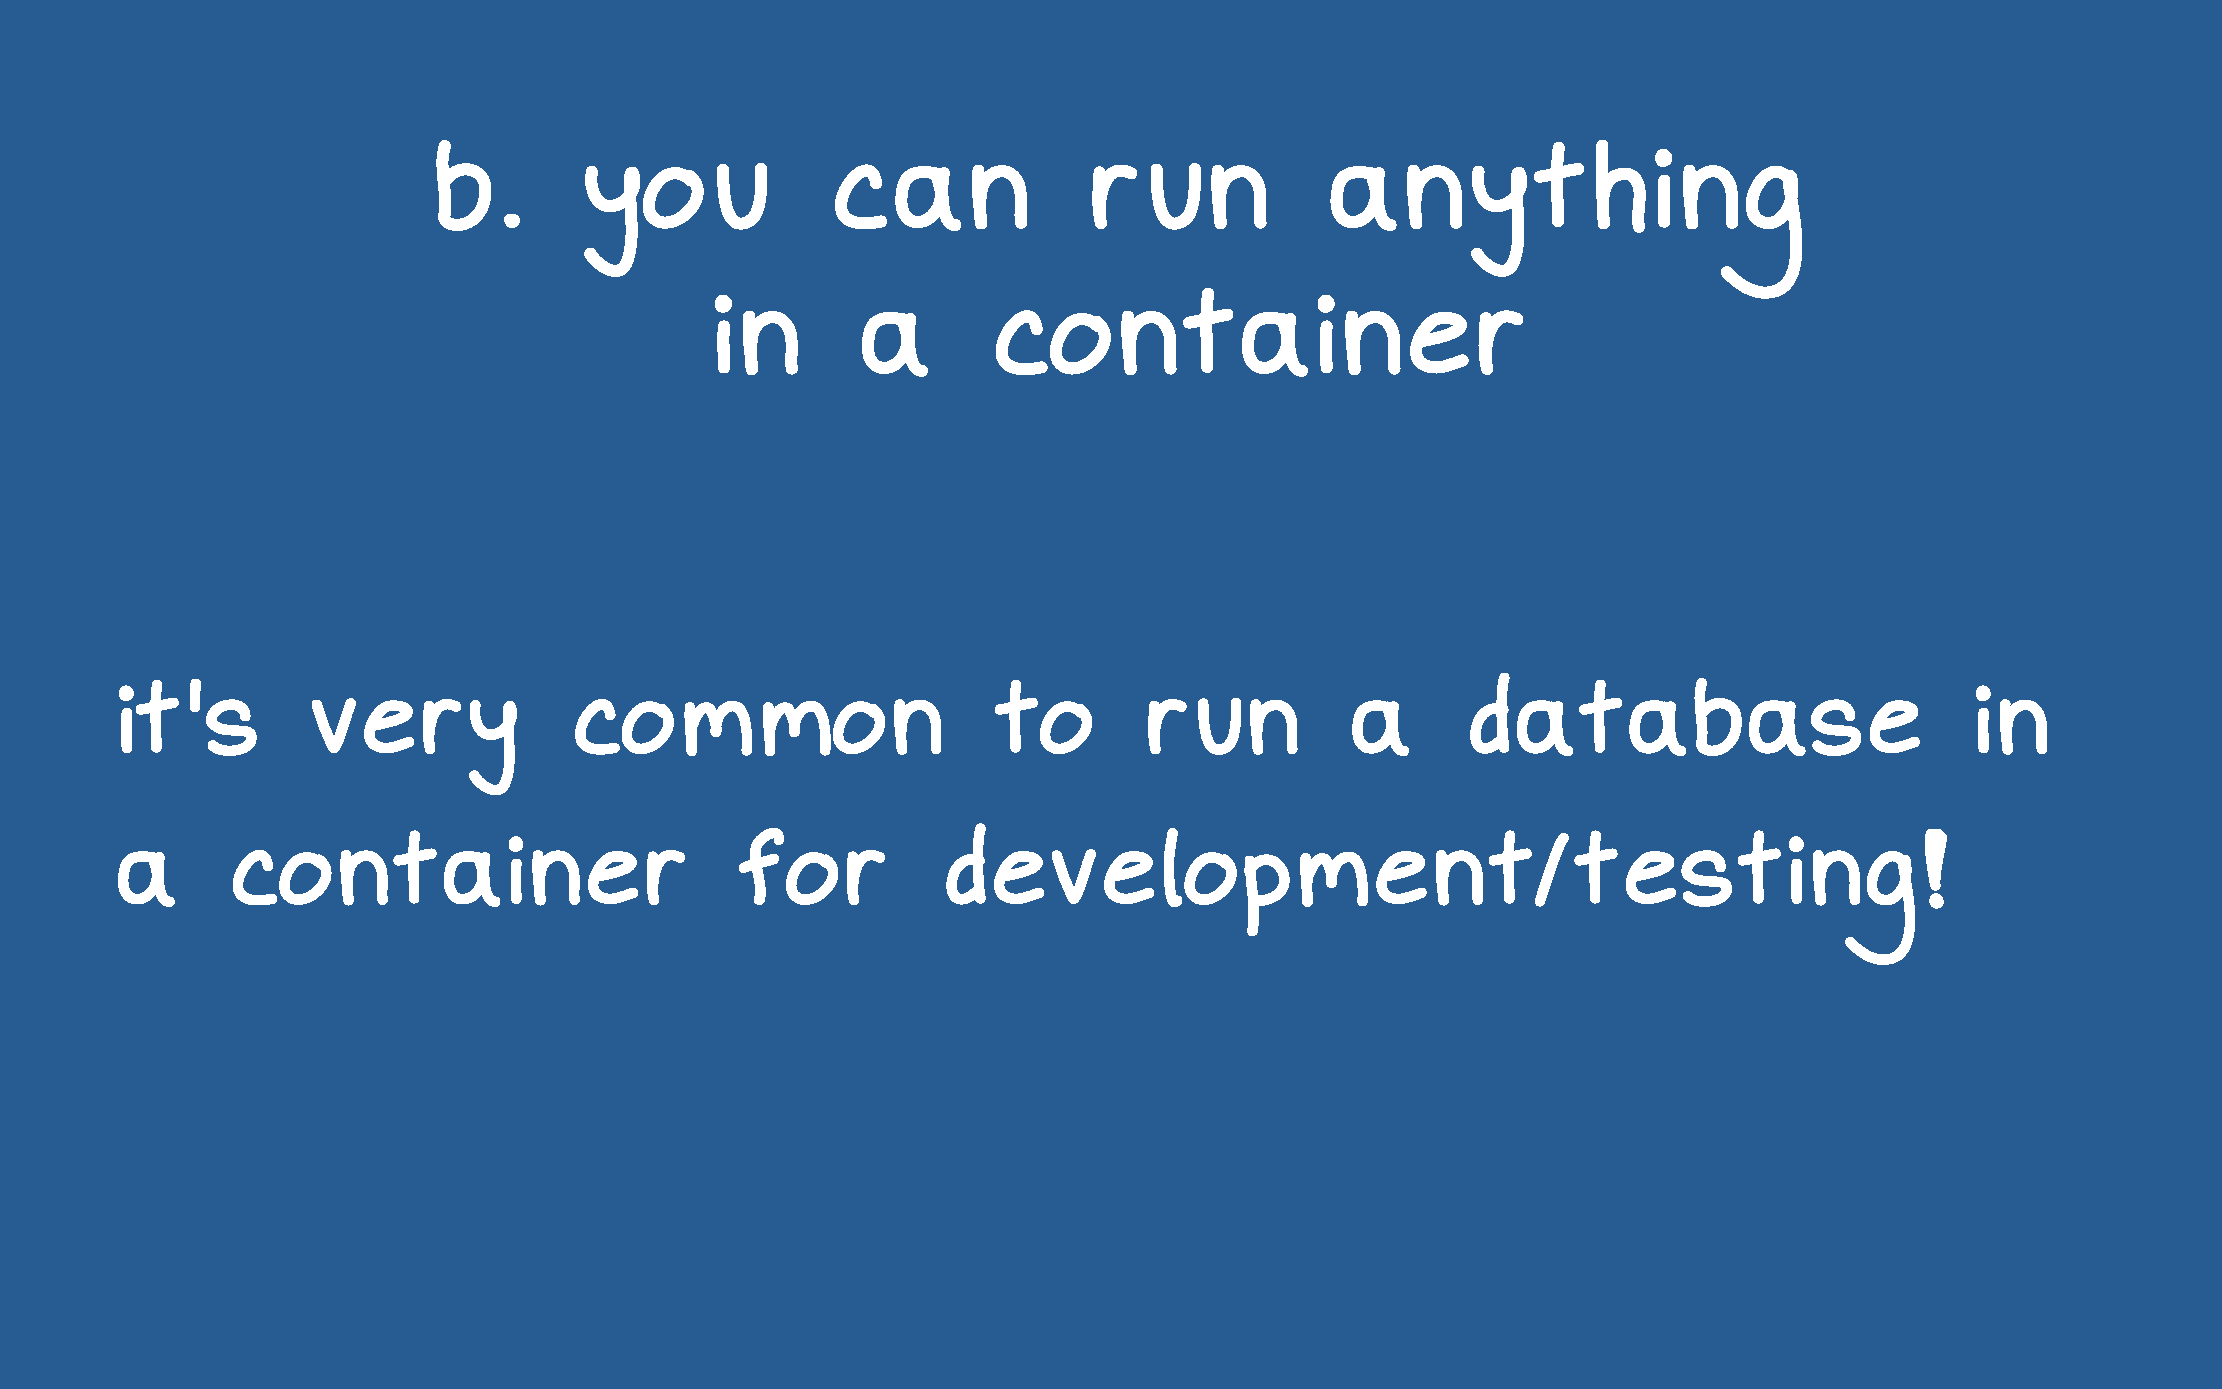 b. you can run anything
in a container
it's very common to run a database in
a container for development/testing!